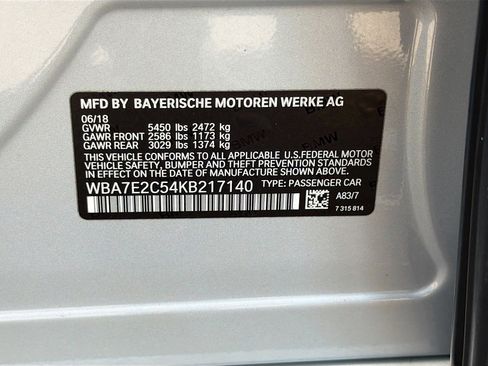 MFD BY BAYERISCHE MOTOREN WERKE AG
06/18
GVWR 5450 lbs 2472 kg
GAWR FRONT 2586 lbs 1173 kg
GAWR REAR 3029 lbs 1374 kg
THIS VEHICLE CONFORMS TO ALL APPLICABLE U.S.FEDERAL MOTOR
VEHICLE SAFETY, BUMPER, AND THEFT PREVENTION STANDARDS
IN EFFECT ON THE DATE OF MANUFACTURE SHOWN ABOVE.
WBA7E2C54KB217140 TYPE: PASSENGER CAR
A83/7
7 315 814